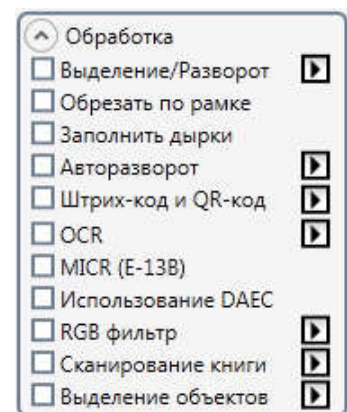 Обработка
Выделение/Разворот
Обрезать по рамке
Заполнить дырки
Авторазворот
Штрих-код и QR-код
OCR
MICR (E-13B)
Использование DAEC
RGB фильтр
Сканирование книги
Выделение объектов